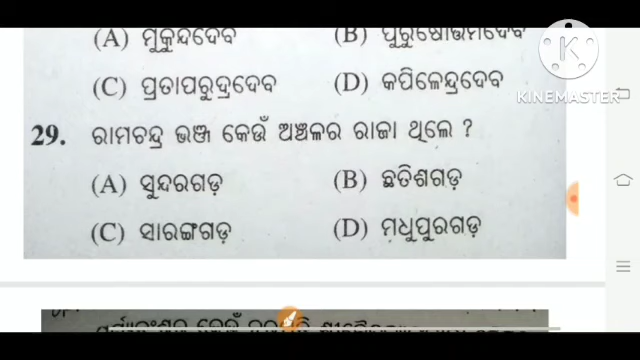 (A) ମୁକୁନ୍ଦଦେବ (B) ପୁରୁଷୋତ୍ତମଦେବ
(C) ପ୍ରତାପରୁଦ୍ରଦେବ (D) କପିଳେନ୍ଦ୍ରଦେବ
KINEMASTER
29. ରାମଚନ୍ଦ୍ର ଭଞ୍ଜ କେଉଁ ଅଞ୍ଚଳର ରାଜା ଥିଲେ ?
(A) ସୁନ୍ଦରଗଡ଼ (B) ଛତିଶଗଡ଼
(C) ସାରଙ୍ଗଗଡ଼ (D) ମଧୁପୁରଗଡ଼